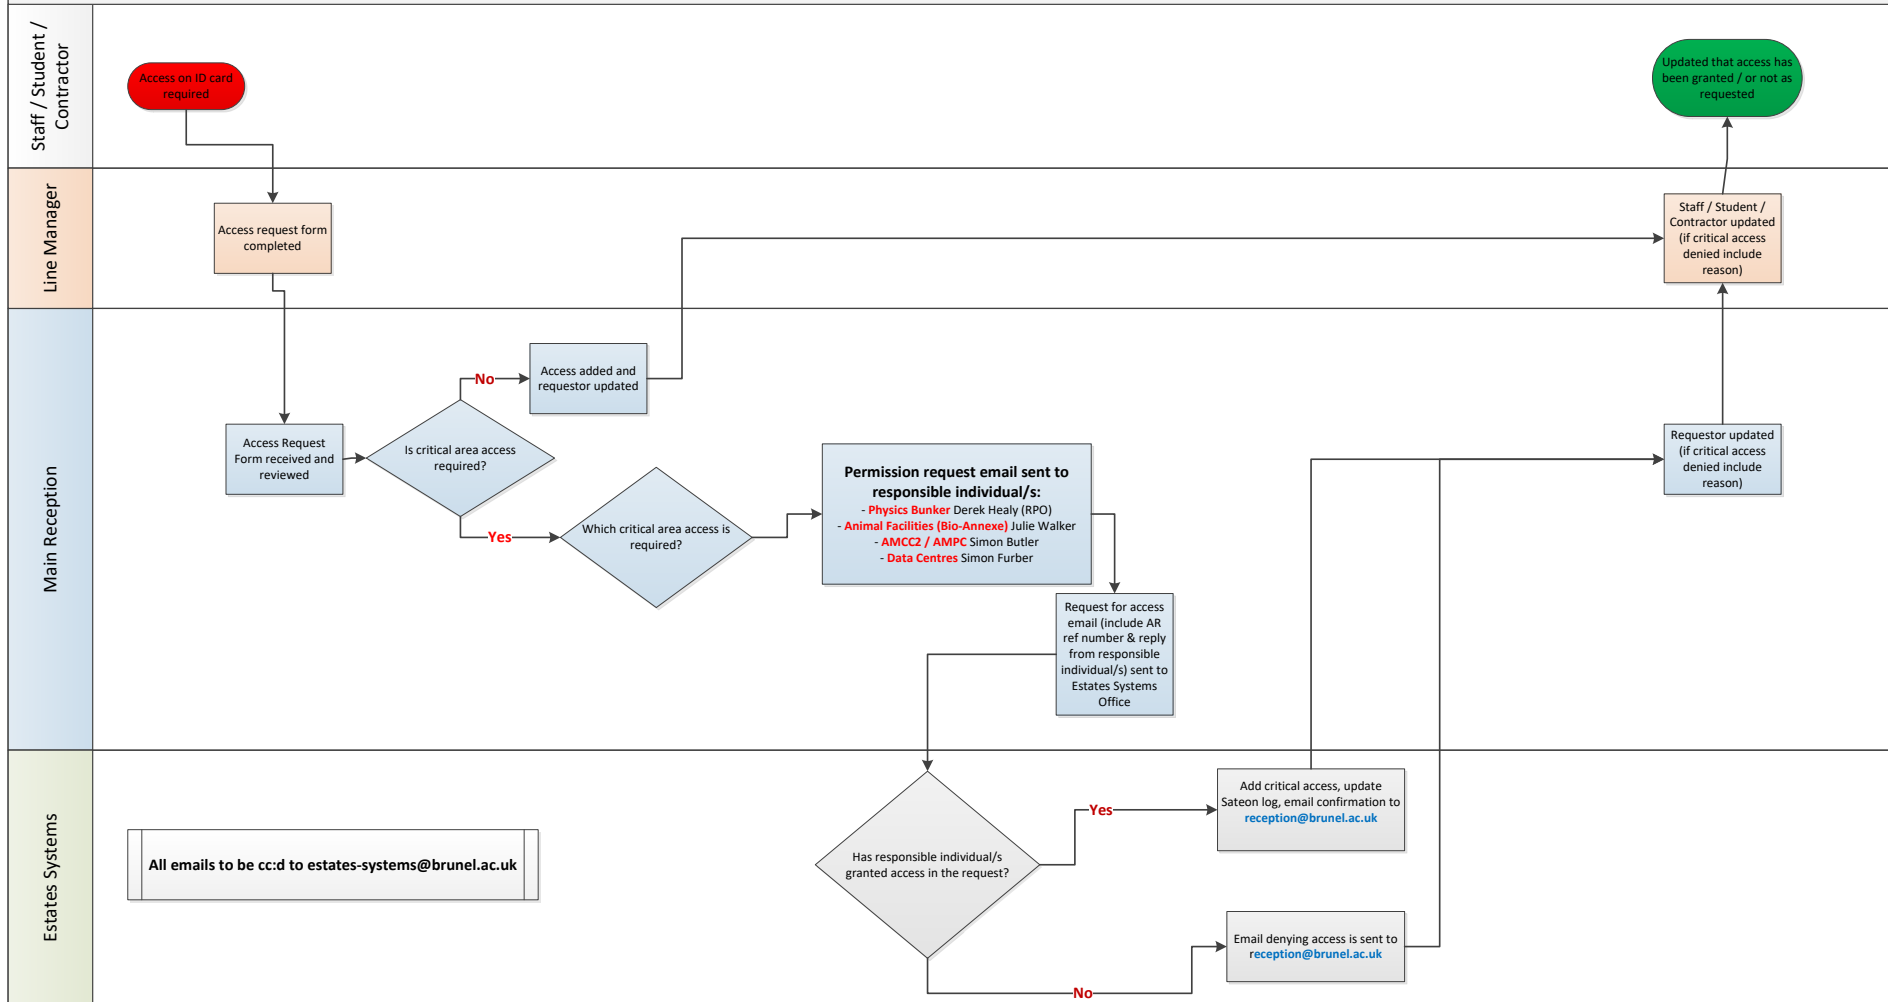 Staff / Student /
Contractor
Access on ID card
required
Updated that access has
been granted / or not as
requested
Line Manager
Access request form
completed
Staff / Student /
Contractor updated
(if critical access
denied include
reason)
Main Reception
No
Access added and
requestor updated
Access Request
Form received and
reviewed
Is critical area access
required?
Yes
Which critical area access is
required?
Permission request email sent to
responsible individual/s:
- Physics Bunker Derek Healy (RPO)
- Animal Facilities (Bio-Annexe) Julie Walker
- AMCC2 / AMPC Simon Butler
- Data Centres Simon Furber
Requestor updated
(if critical access
denied include
reason)
Request for access
email (include AR
ref number & reply
from responsible
individual/s) sent to
Estates Systems
Office
Estates Systems
All emails to be cc:d to estates-systems@brunel.ac.uk
Has responsible individual/s
granted access in the request?
Yes
Add critical access, update
Sateon log, email confirmation to
reception@brunel.ac.uk
No
Email denying access is sent to
reception@brunel.ac.uk